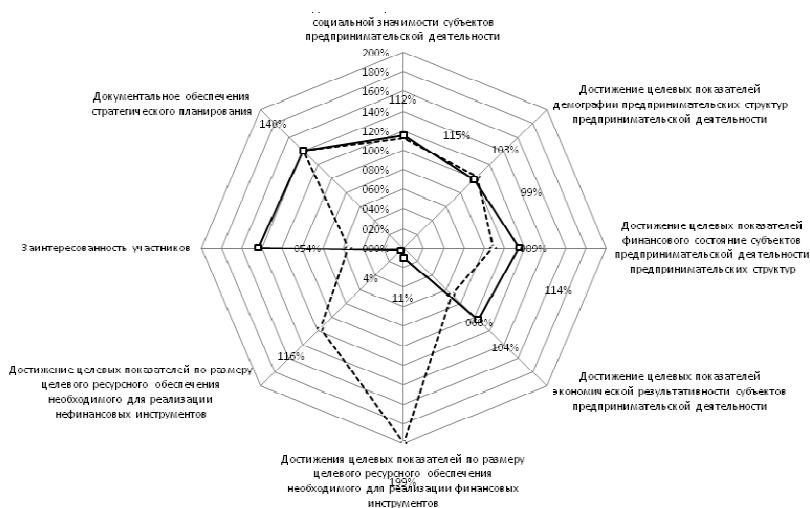 социальной значимости субъектов
предпринимательской деятельности
200%
180%
160%
140%
120%
100%
080%
060%
040%
020%
000%
112%
115%
103%
99%
089%
114%
068%
104%
11%
199%
4%
116%
054%
140%
Достижение целевых показателей
демографии предпринимательских структур
предпринимательской деятельности
Достижение целевых показателей
финансового состояние субъектов
предпринимательской деятельности
предпринимательских структур
Достижение целевых показателей
экономической результативности субъектов
предпринимательской деятельности
Достижения целевых показателей по размеру
целевого ресурсного обеспечения
необходимого для реализации финансовых
инструментов
Достижение целевых показателей по размеру
целевого ресурсного обеспечения
необходимого для реализации
нефинансовых инструментов
Заинтересованность участников
Документальное обеспечения
стратегического планирования